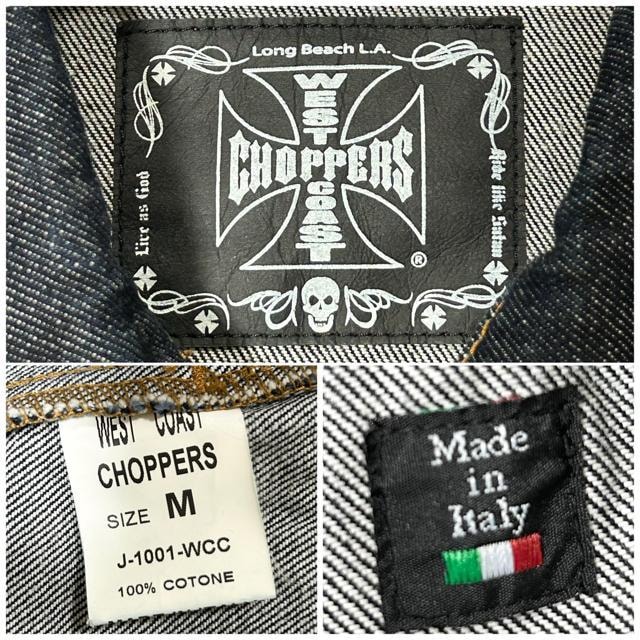 Long Beach L.A.
WEST COAST
CHOPPERS
®
Live as God
Ride like Satan
WEST COAST
CHOPPERS
SIZE M
J-1001-WCC
100% COTONE
Made
in
Italy